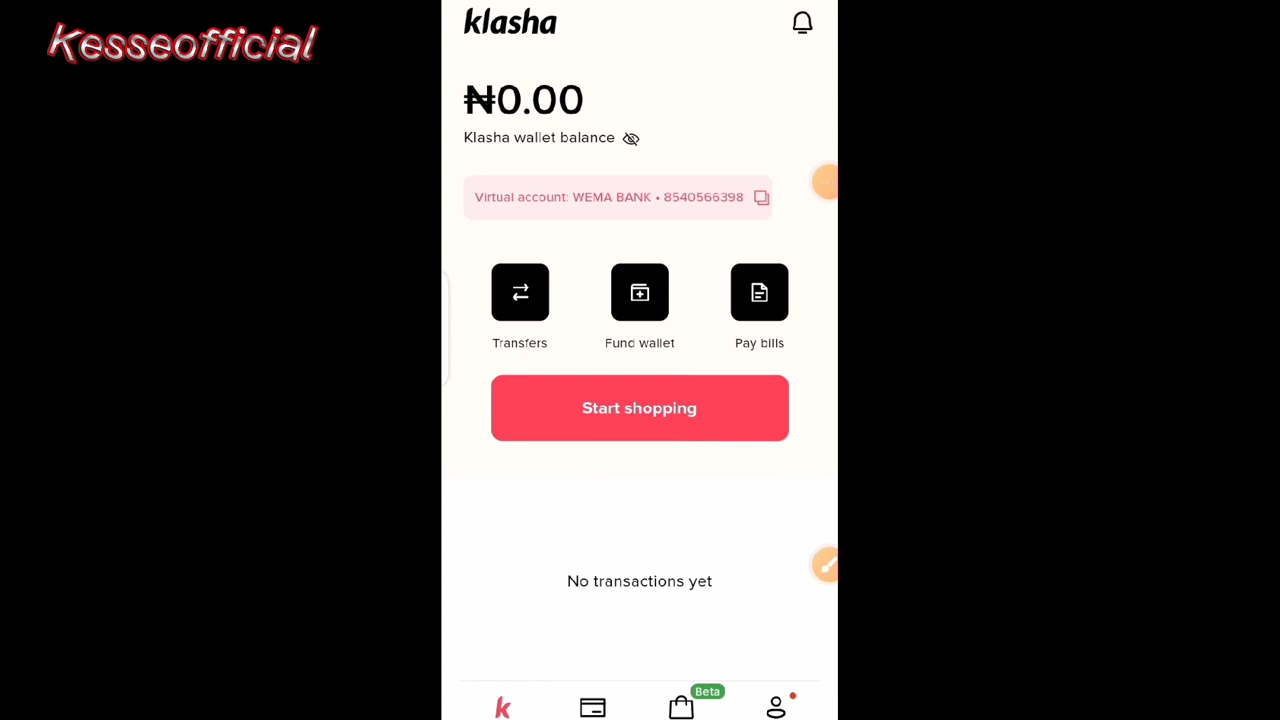 Kesseofficial
klasha
₦0.00
Klasha wallet balance
Virtual account: WEMA BANK • 8540566398
Transfers
Fund wallet
Pay bills
Start shopping
No transactions yet
Beta
k